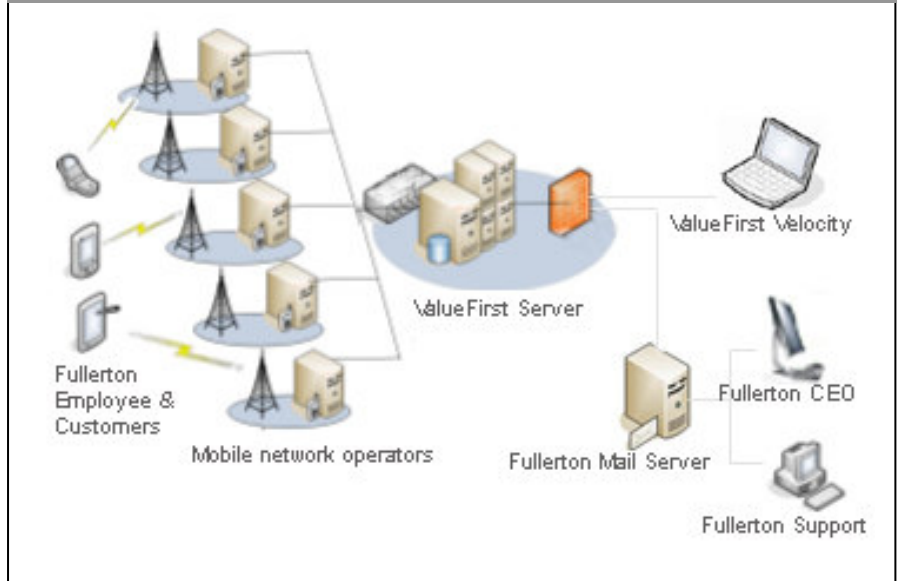 ValueFirst Velocity
ValueFirst Server
Fullerton
Employee &
Customers
Fullerton CEO
Mobile network operators
Fullerton Mail Server
Fullerton Support